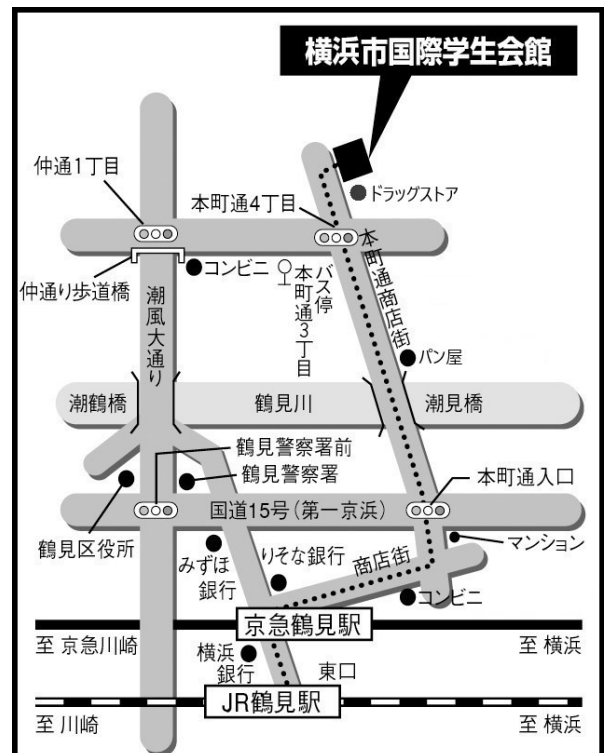 横浜市国際学生会館
仲通1丁目
ドラッグストア
本町通4丁目
仲通り歩道橋
コンビニ
バス停
本町通3丁目
本町通商店街
潮風大通り
パン屋
潮鶴橋
鶴見川
潮見橋
鶴見警察署前
鶴見警察署
本町通入口
国道15号(第一京浜)
鶴見区役所
みずほ
銀行
りそな銀行
商店街
マンション
コンビニ
京急鶴見駅
至 京急川崎
至 横浜
横浜
銀行
東口
JR鶴見駅
至 川崎
至 横浜